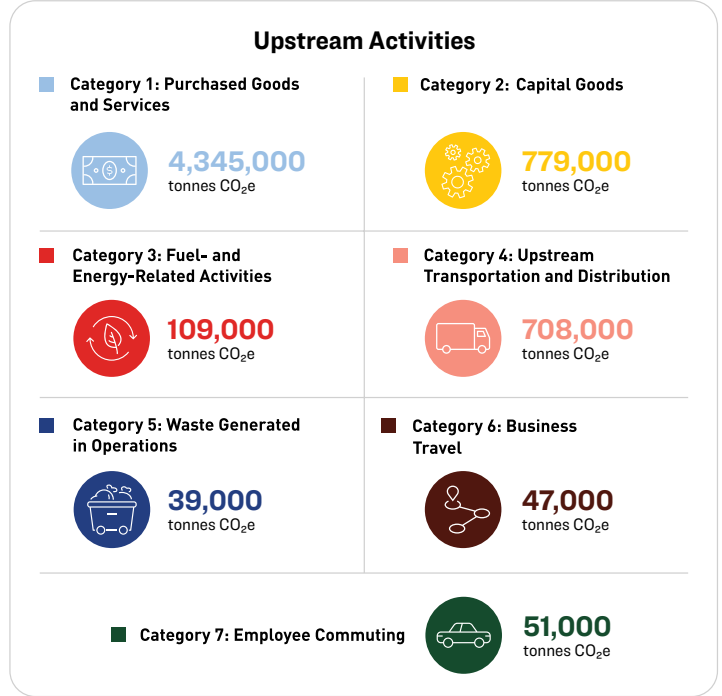 Upstream Activities
Category 1: Purchased Goods
and Services
4,345,000
tonnes CO₂e
Category 2: Capital Goods
779,000
tonnes CO₂e
Category 3: Fuel- and
Energy-Related Activities
109,000
tonnes CO₂e
Category 4: Upstream
Transportation and Distribution
708,000
tonnes CO₂e
Category 5: Waste Generated
in Operations
39,000
tonnes CO₂e
Category 6: Business
Travel
47,000
tonnes CO₂e
Category 7: Employee Commuting
51,000
tonnes CO₂e